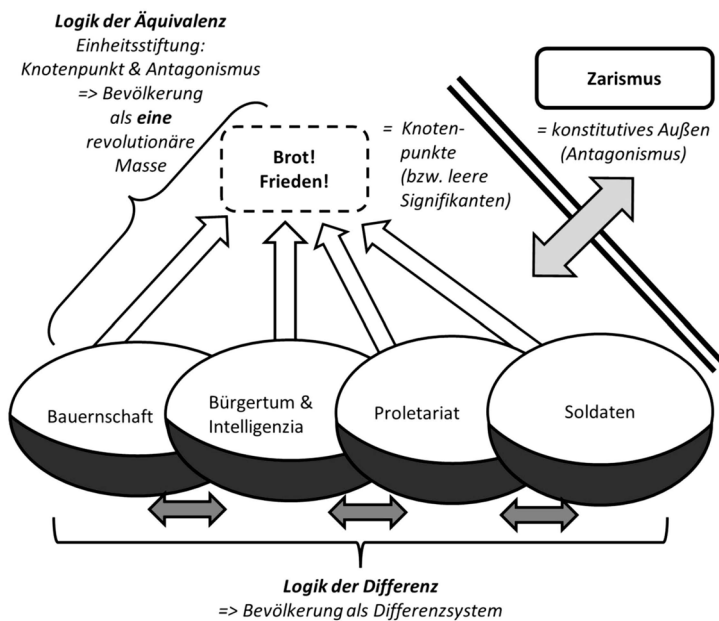 Logik der Äquivalenz
Einheitsstiftung:
Knotenpunkt & Antagonismus
=> Bevölkerung
als eine
revolutionäre
Masse
Brot!
Frieden!
= Knoten-
punkte
(bzw. leere
Signifikanten)
Zarismus
= konstitutives Außen
(Antagonismus)
Bauernschaft
Bürgertum &
Intelligenzia
Proletariat
Soldaten
Logik der Differenz
=> Bevölkerung als Differenzsystem